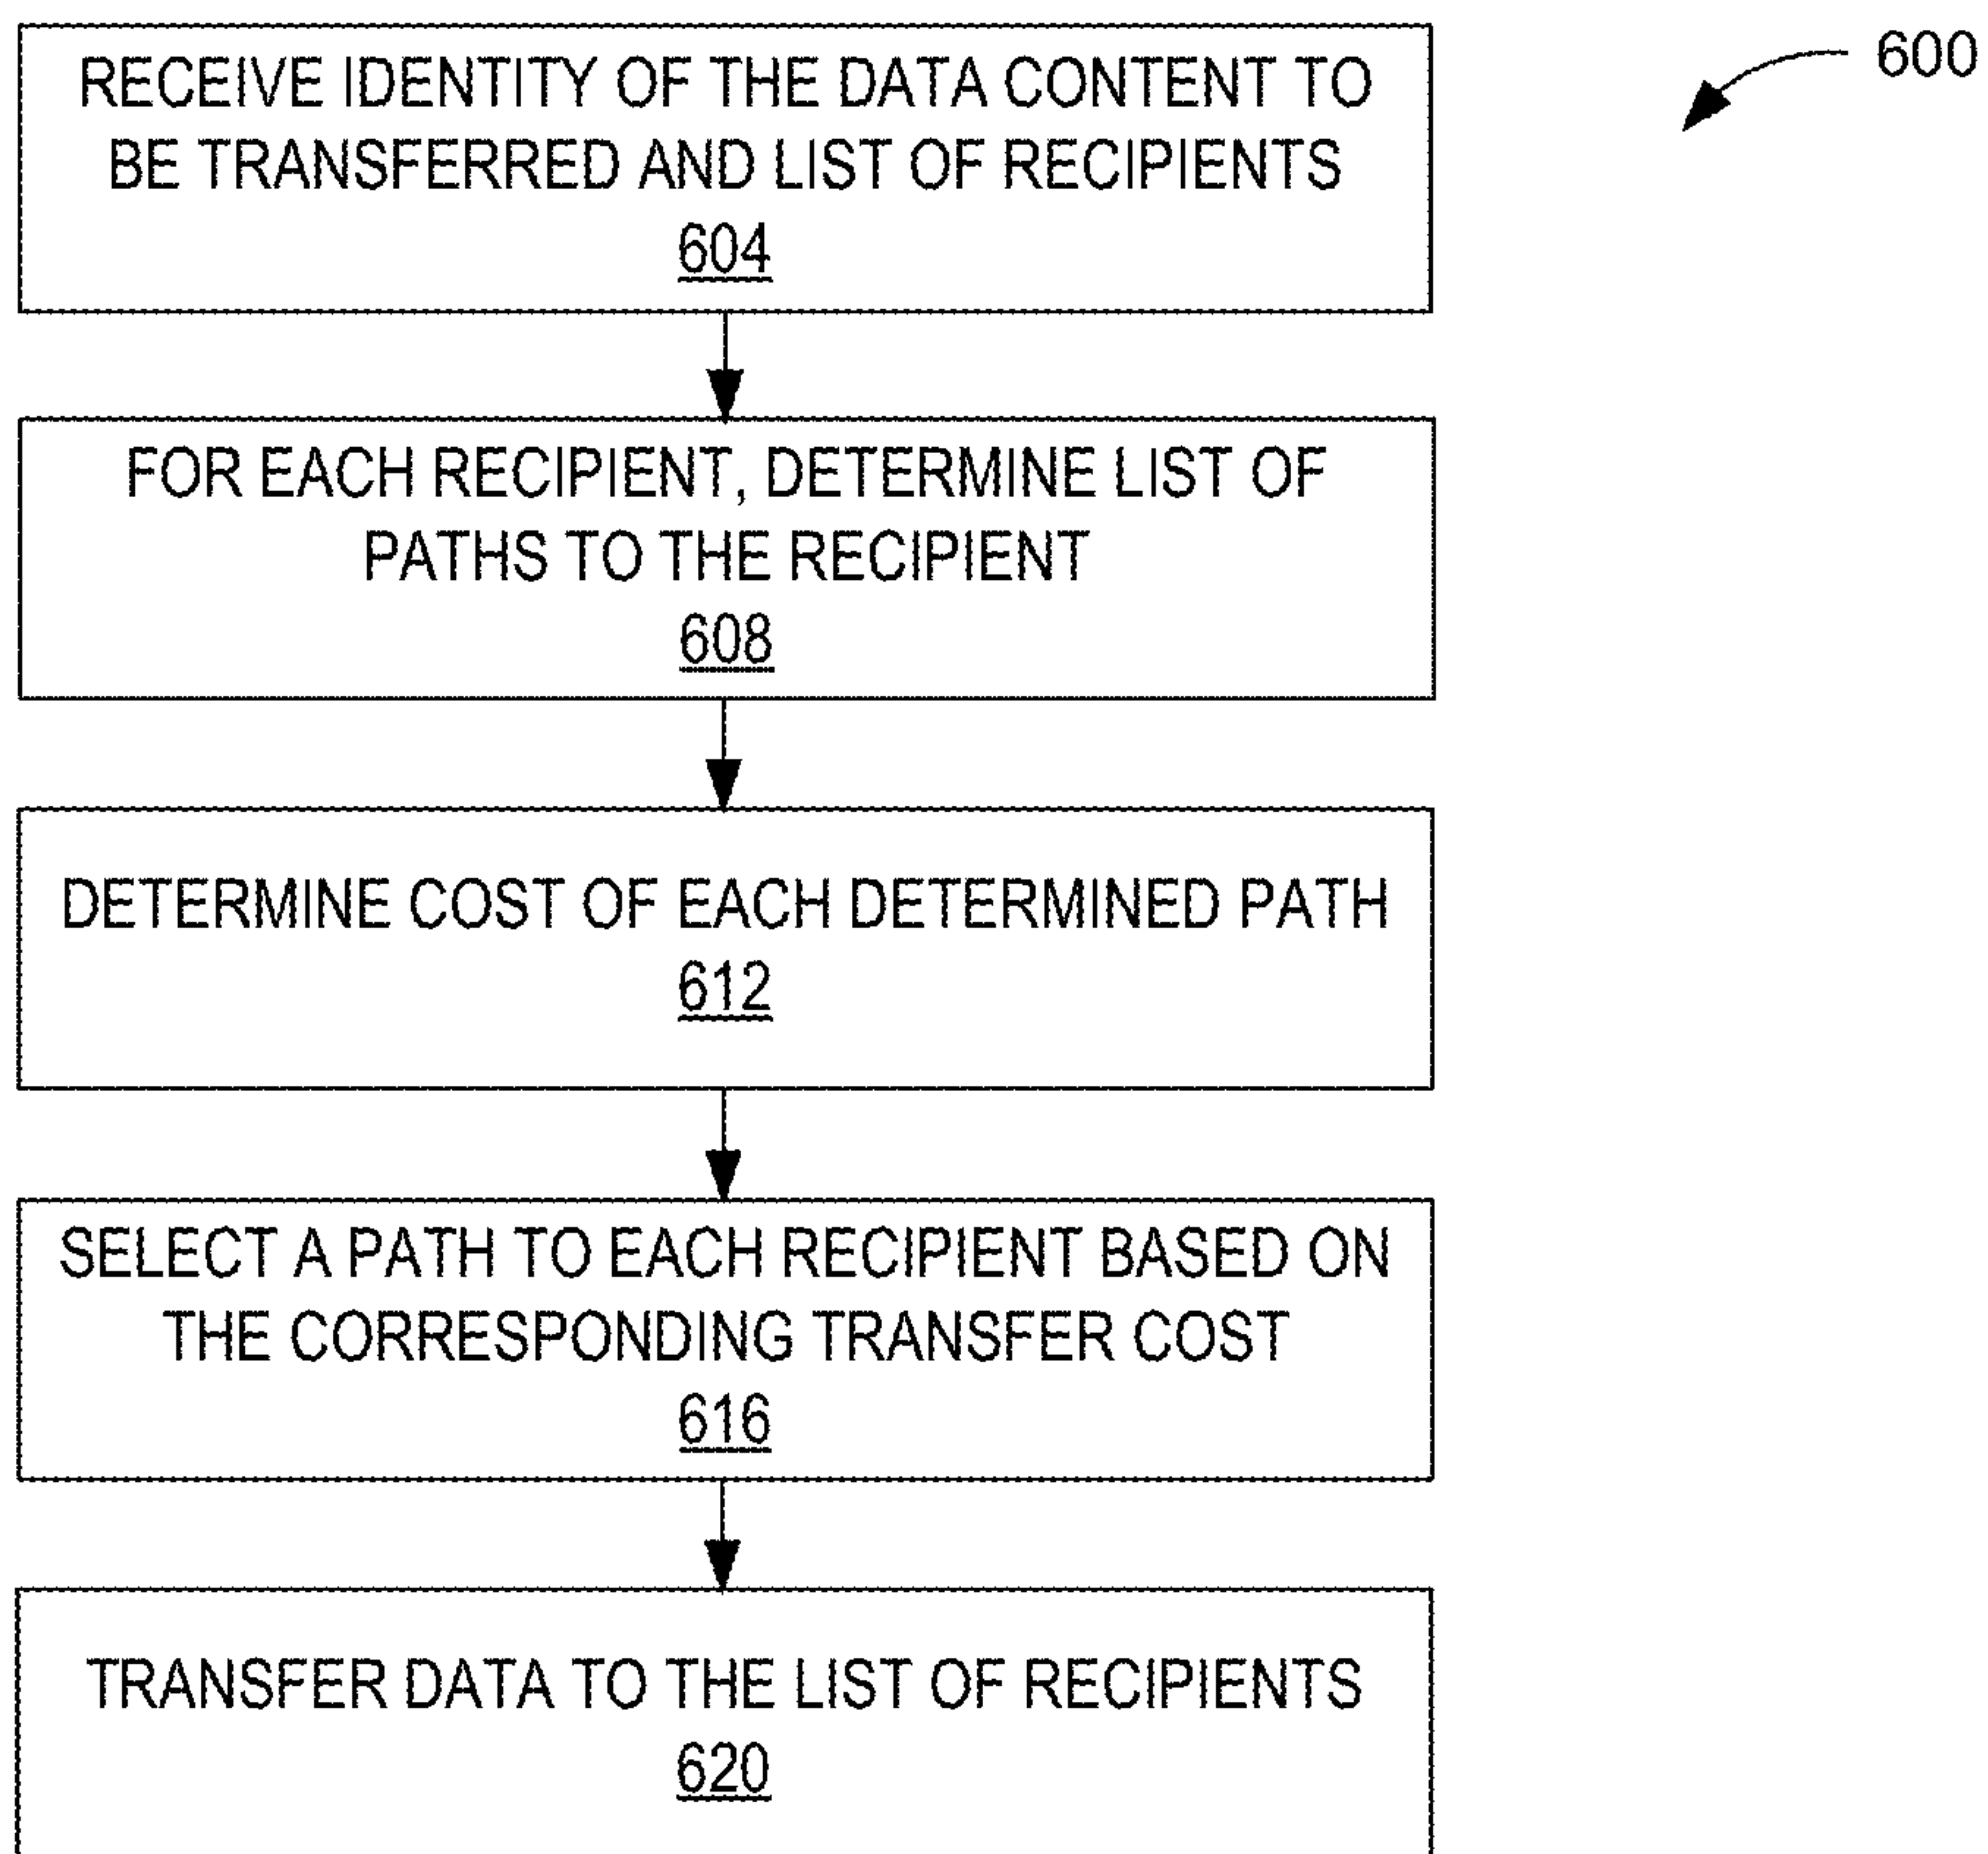 RECEIVE IDENTITY OF THE DATA CONTENT TO
BE TRANSFERRED AND LIST OF RECIPIENTS
604
600
FOR EACH RECIPIENT, DETERMINE LIST OF
PATHS TO THE RECIPIENT
608
DETERMINE COST OF EACH DETERMINED PATH
612
SELECT A PATH TO EACH RECIPIENT BASED ON
THE CORRESPONDING TRANSFER COST
616
TRANSFER DATA TO THE LIST OF RECIPIENTS
620